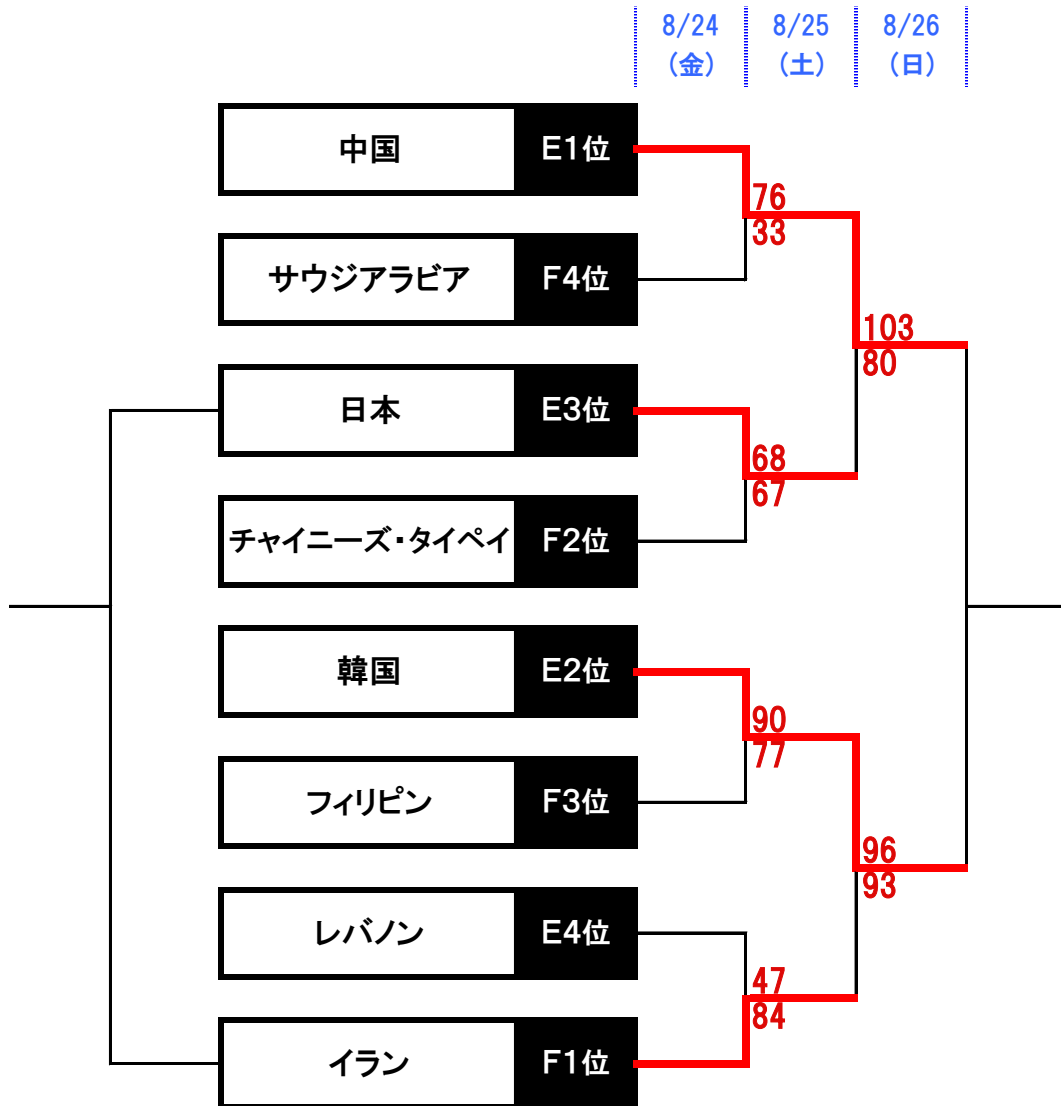 8/24 8/25 8/26
（金） （土） （日）
中国 E1位
76
33
サウジアラビア F4位
103
80
日本 E3位
68
67
チャイニーズ・タイペイ F2位
韓国 E2位
90
77
フィリピン F3位
96
93
レバノン E4位
47
84
イラン F1位